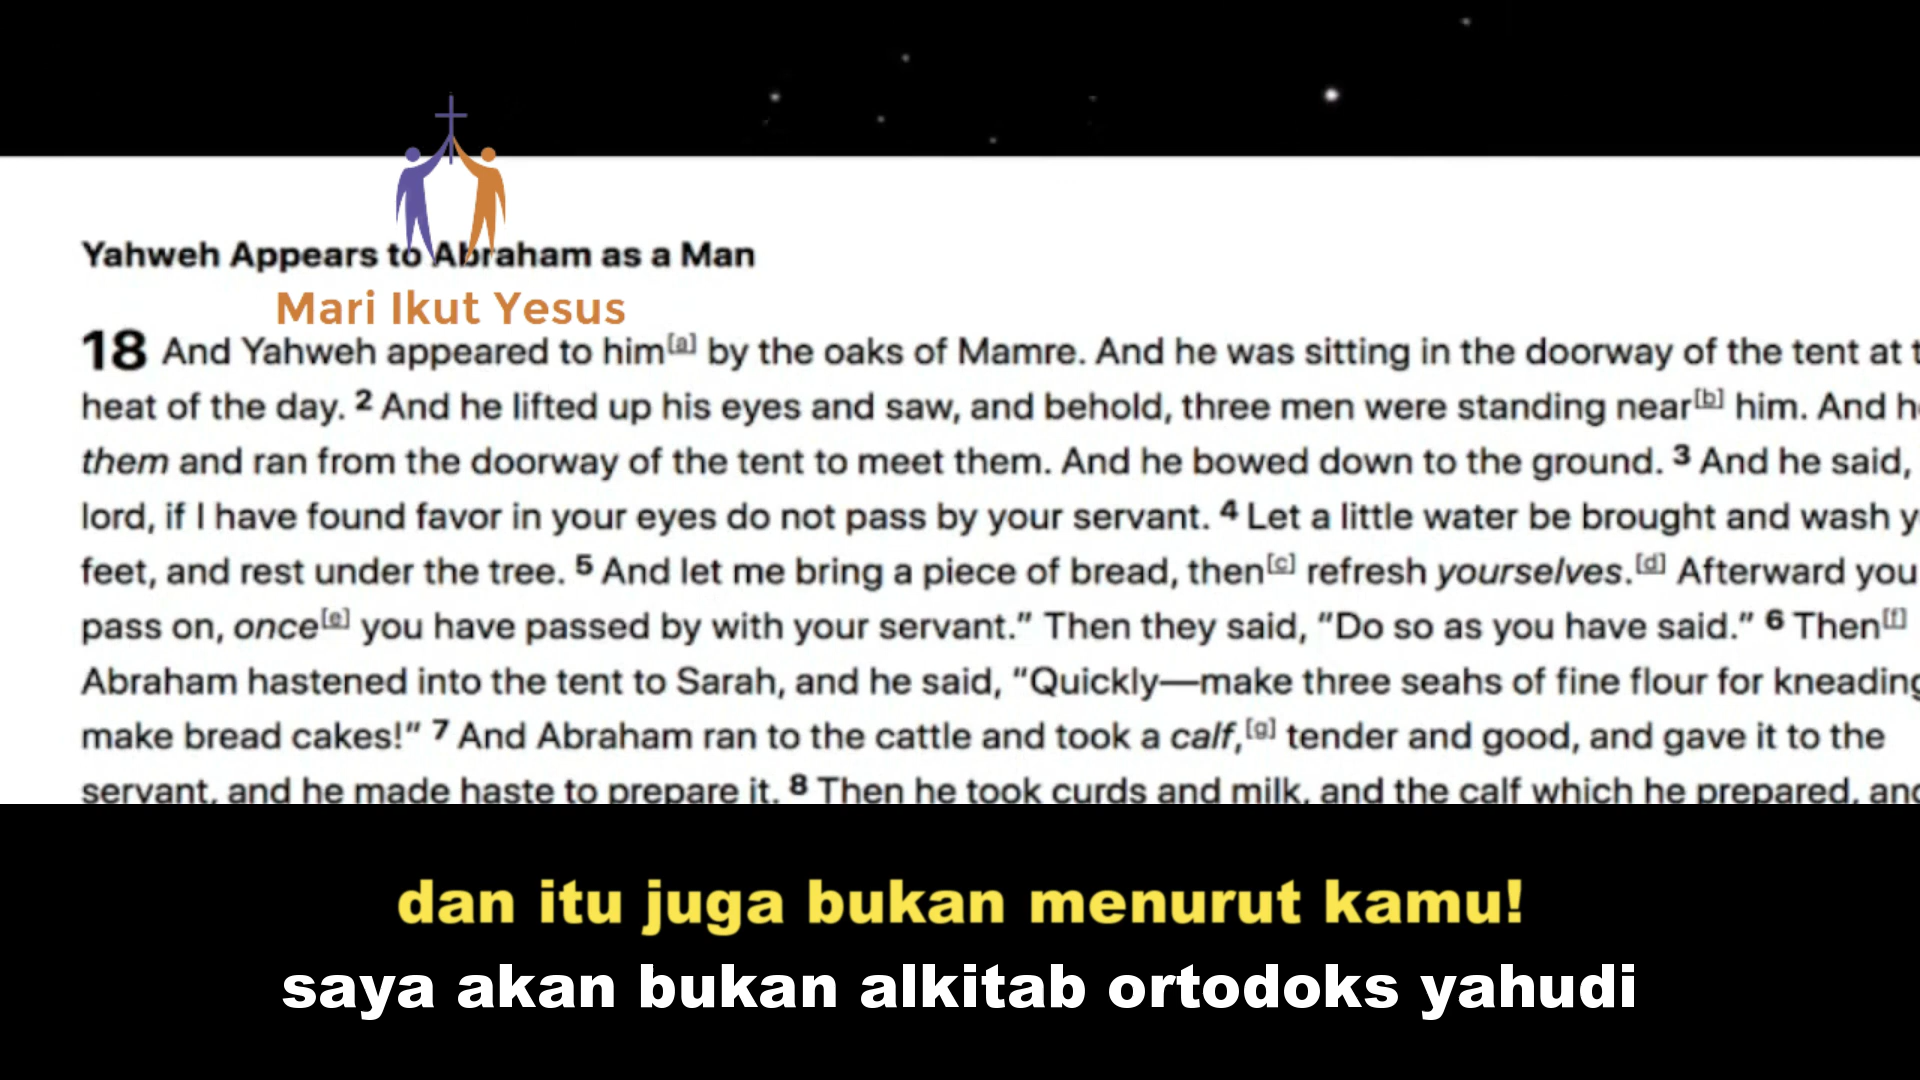 Yahweh Appears to Abraham as a Man
Mari Ikut Yesus
18 And Yahweh appeared to him[a] by the oaks of Mamre. And he was sitting in the doorway of the tent at t
heat of the day. 2 And he lifted up his eyes and saw, and behold, three men were standing near[b] him. And he
them and ran from the doorway of the tent to meet them. And he bowed down to the ground. 3 And he said,
lord, if I have found favor in your eyes do not pass by your servant. 4 Let a little water be brought and wash y
feet, and rest under the tree. 5 And let me bring a piece of bread, then[c] refresh yourselves.[d] Afterward you
pass on, once[e] you have passed by with your servant.” Then they said, “Do so as you have said.” 6 Then[f]
Abraham hastened into the tent to Sarah, and he said, “Quickly—make three seahs of fine flour for kneading
make bread cakes!” 7 And Abraham ran to the cattle and took a calf,[g] tender and good, and gave it to the
servant, and he made haste to prepare it. 8 Then he took curds and milk, and the calf which he prepared, and
dan itu juga bukan menurut kamu!
saya akan bukan alkitab ortodoks yahudi